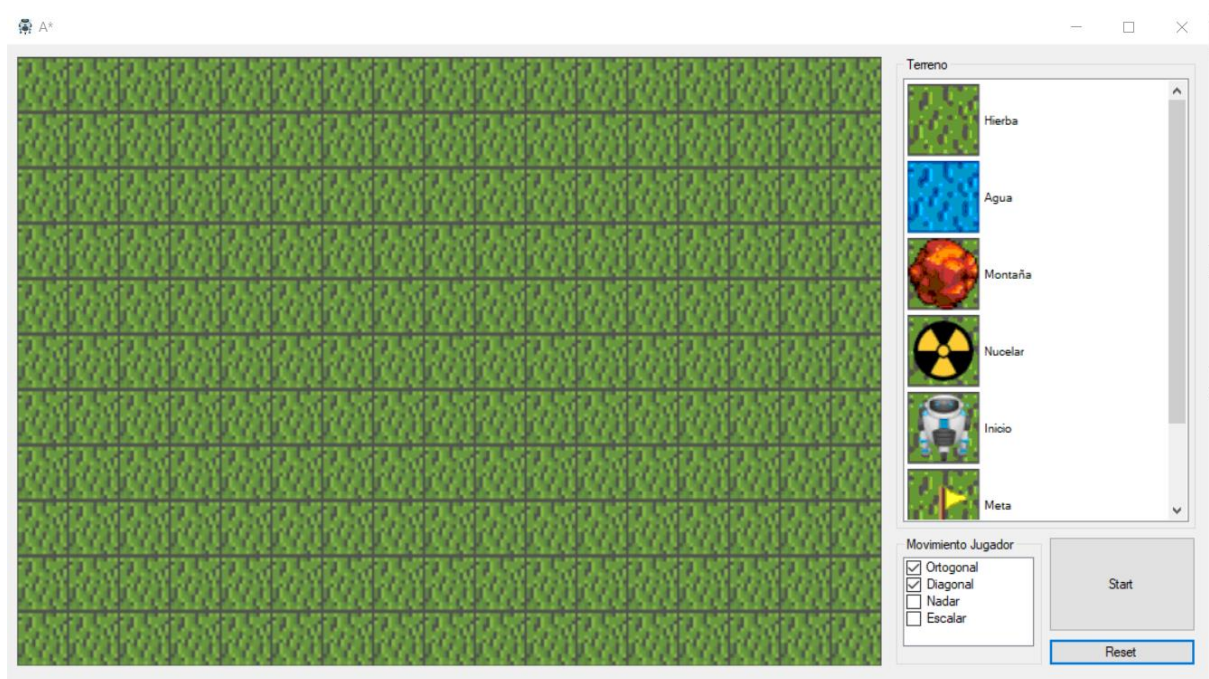 A*
Terreno
Hierba
Agua
Montaña
Nucelar
Inicio
Meta
Movimiento Jugador
Ortogonal
Diagonal
Nadar
Escalar
Start
Reset